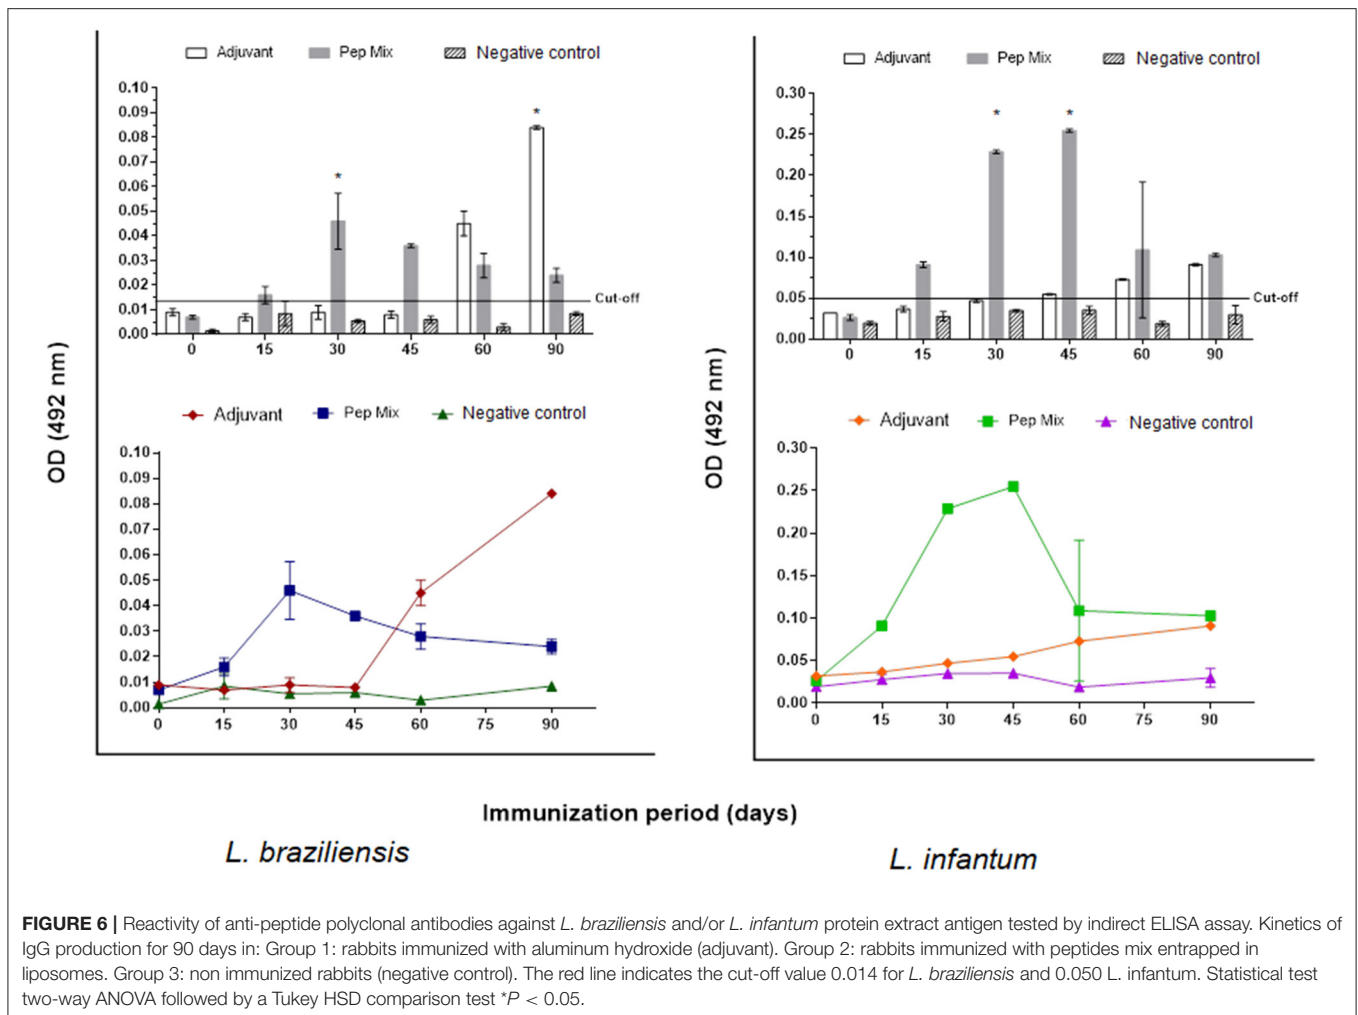 Adjuvant Pep Mix Negative control
0.10
0.09
0.08
0.07
0.06
0.05
0.04
0.03
0.02
0.01
0.00
*
*
Cut-off
0 15 30 45 60 90
Adjuvant Pep Mix Negative control
0.30
0.25
0.20
0.15
0.10
0.05
0.00
* *
Cut-off
0 15 30 45 60 90
OD (492 nm)
Adjuvant Pep Mix Negative control
0.10
0.09
0.08
0.07
0.06
0.05
0.04
0.03
0.02
0.01
0.00
0 15 30 45 60 75 90
OD (492 nm)
Adjuvant Pep Mix Negative control
0.30
0.25
0.20
0.15
0.10
0.05
0.00
0 15 30 45 60 75 90
Immunization period (days)
L. braziliensis
L. infantum
FIGURE 6 | Reactivity of anti-peptide polyclonal antibodies against L. braziliensis and/or L. infantum protein extract antigen tested by indirect ELISA assay. Kinetics of
IgG production for 90 days in: Group 1: rabbits immunized with aluminum hydroxide (adjuvant). Group 2: rabbits immunized with peptides mix entrapped in
liposomes. Group 3: non immunized rabbits (negative control). The red line indicates the cut-off value 0.014 for L. braziliensis and 0.050 L. infantum. Statistical test
two-way ANOVA followed by a Tukey HSD comparison test *P < 0.05.